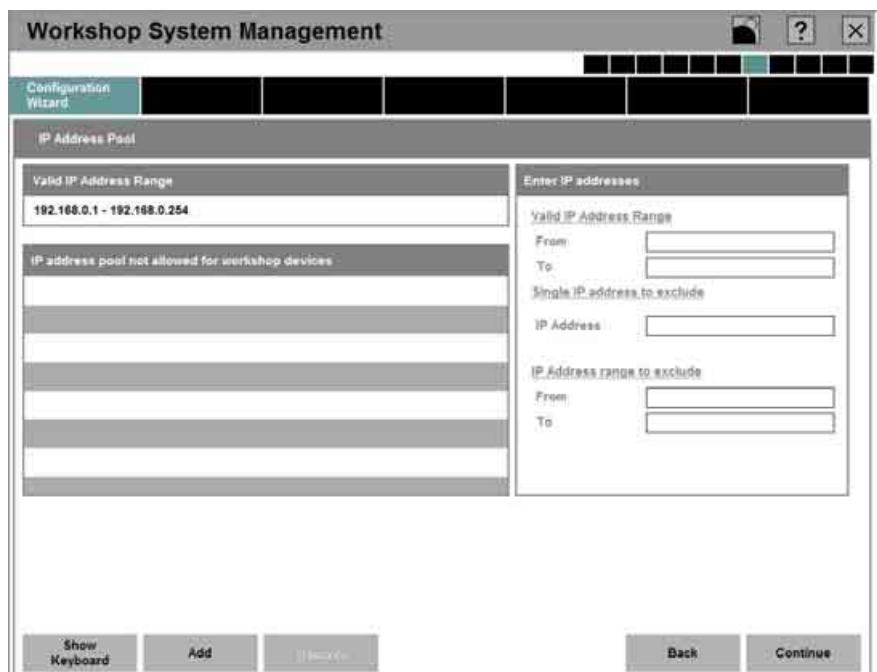 Workshop System Management
?
Configuration
Wizard
IP Address Pool
Valid IP Address Range
192.168.0.1 - 192.168.0.254
IP address pool not allowed for workshop devices
Enter IP addresses
Valid IP Address Range
From
To
Single IP address to exclude
IP Address
IP Address range to exclude
From
To
Show
Keyboard
Add
Back
Continue